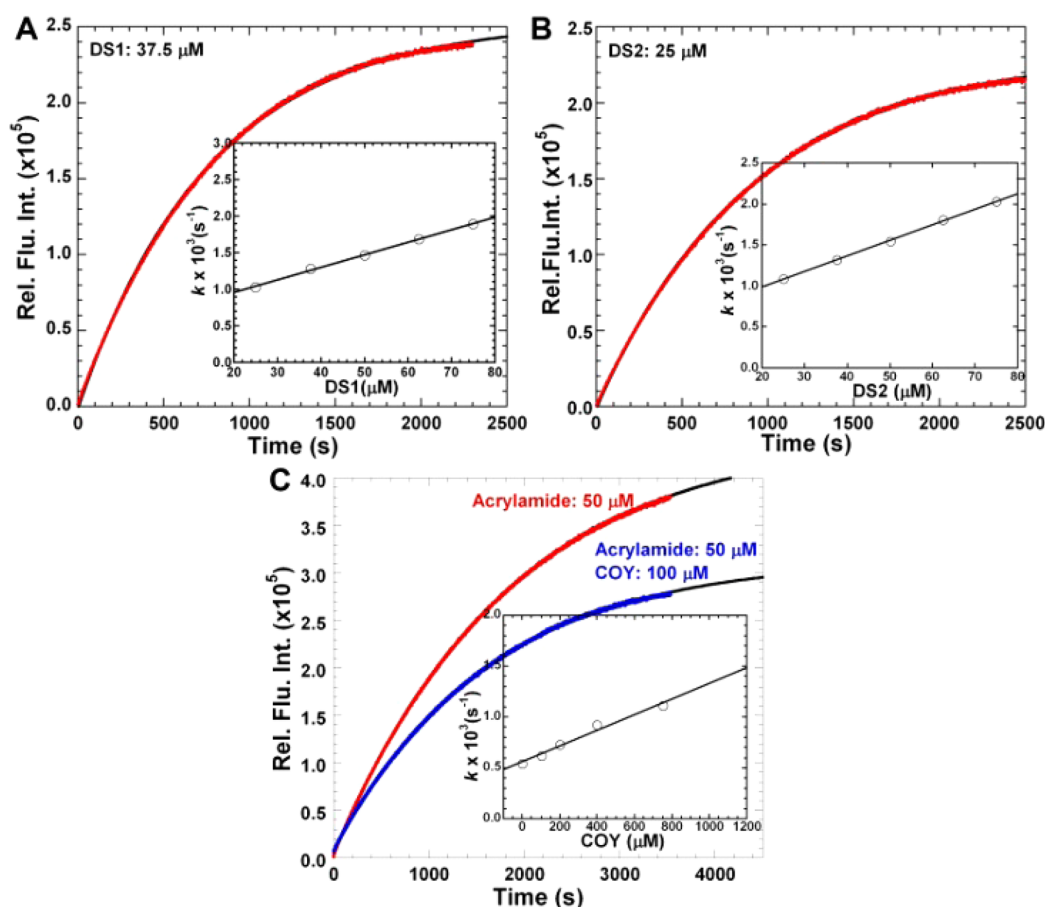 A
DS1: 37.5 µM
Rel. Flu. Int. (x10⁵)
2.5
2.0
1.5
1.0
0.5
0.0
0 500 1000 1500 2000 2500
Time (s)
k x 10³(s⁻¹)
3.0
2.5
2.0
1.5
1.0
0.5
0.0
20 30 40 50 60 70 80
DS1(µM)
B
DS2: 25 µM
Rel.Flu.Int. (x10⁵)
2.5
2.0
1.5
1.0
0.5
0.0
0 500 1000 1500 2000 2500
Time (s)
k x 10³(s⁻¹)
2.5
2.0
1.5
1.0
0.5
0.0
20 30 40 50 60 70 80
DS2 (µM)
C
Acrylamide: 50 µM
Acrylamide: 50 µM
COY: 100 µM
Rel. Flu. Int. (x10⁵)
4.0
3.5
3.0
2.5
2.0
1.5
1.0
0.5
0.0
0 1000 2000 3000 4000
Time (s)
k x 10³(s⁻¹)
2.0
1.5
1.0
0.5
0.0
0 200 400 600 800 1000 1200
COY (µM)